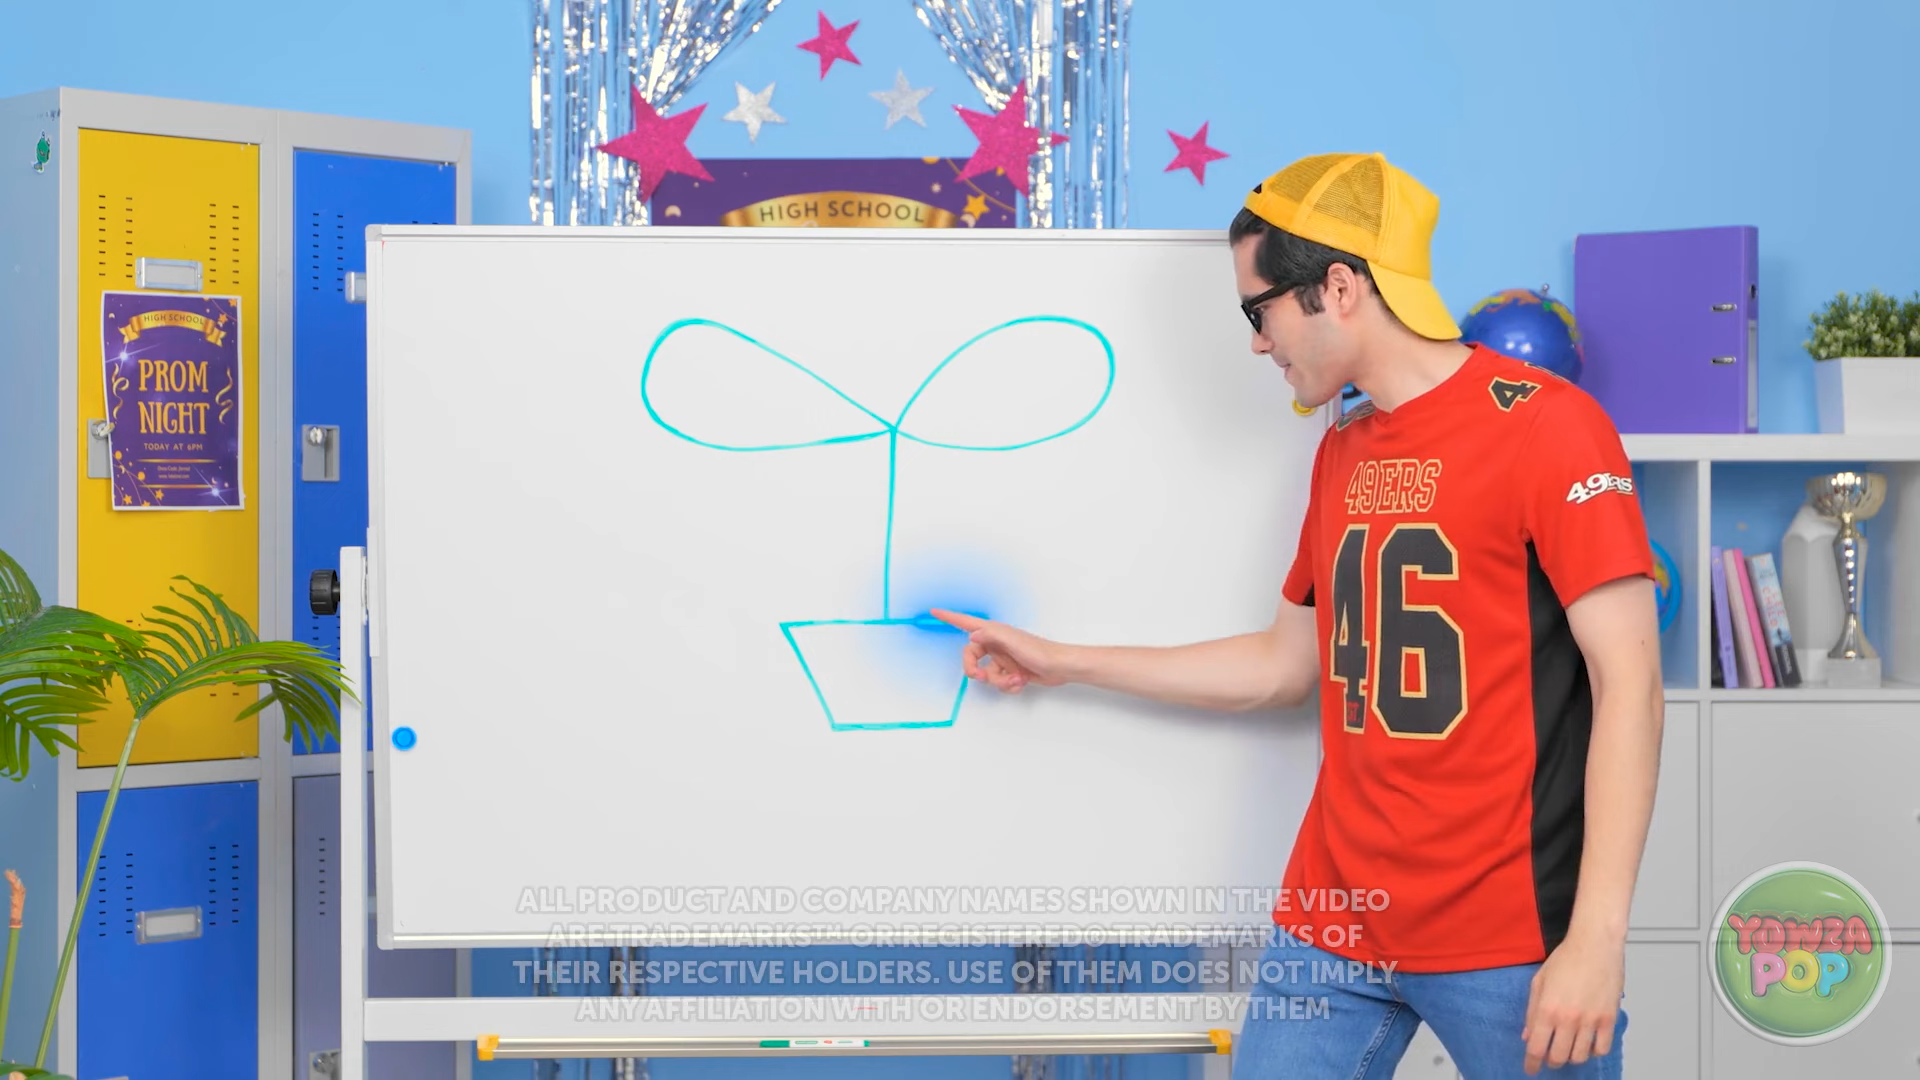 HIGH SCHOOL
HIGH SCHOOL
PROM
NIGHT
TODAY AT 6PM
4
49ERS
49ERS
46
YOWZA
POP
ALL PRODUCT AND COMPANY NAMES SHOWN IN THE VIDEO
ARE TRADEMARKS™ OR REGISTERED® TRADEMARKS OF
THEIR RESPECTIVE HOLDERS. USE OF THEM DOES NOT IMPLY
ANY AFFILIATION WITH OR ENDORSEMENT BY THEM